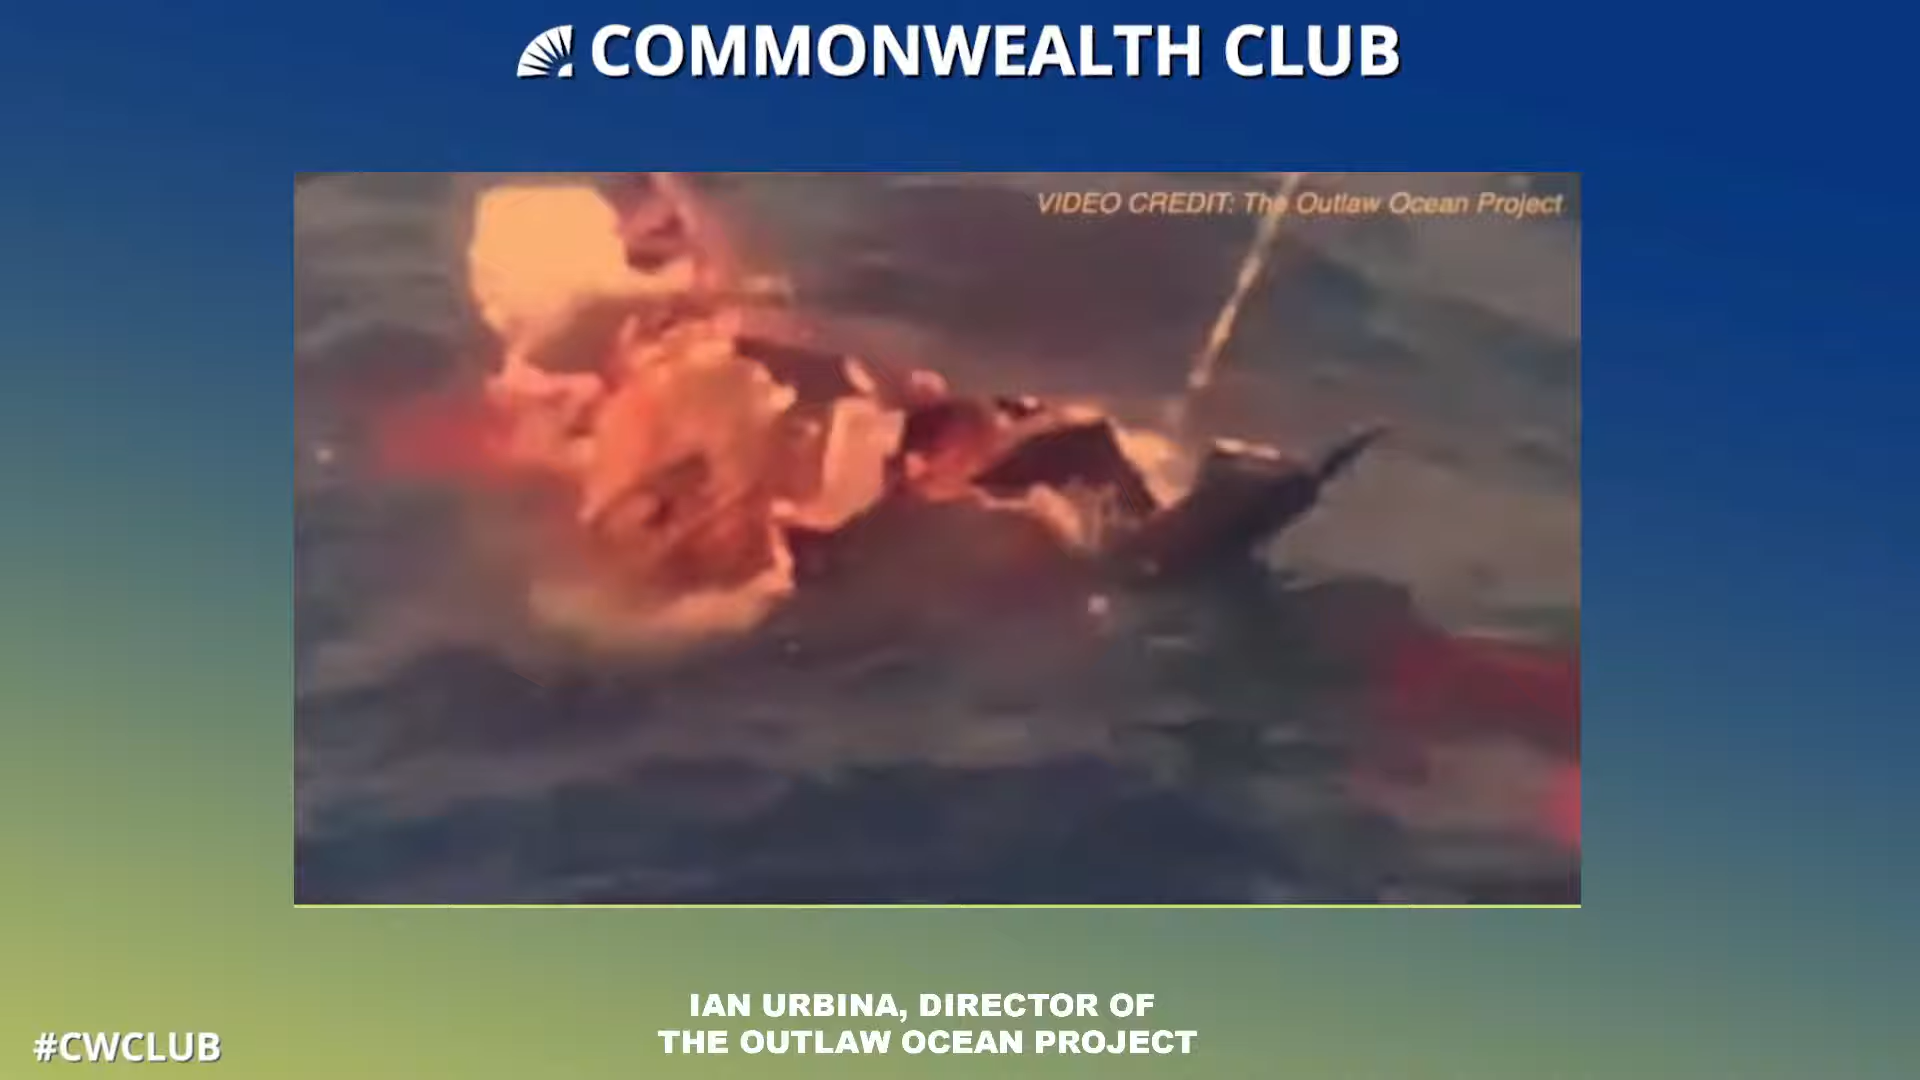 COMMONWEALTH CLUB
VIDEO CREDIT: The Outlaw Ocean Project
IAN URBINA, DIRECTOR OF
THE OUTLAW OCEAN PROJECT
#CWCLUB